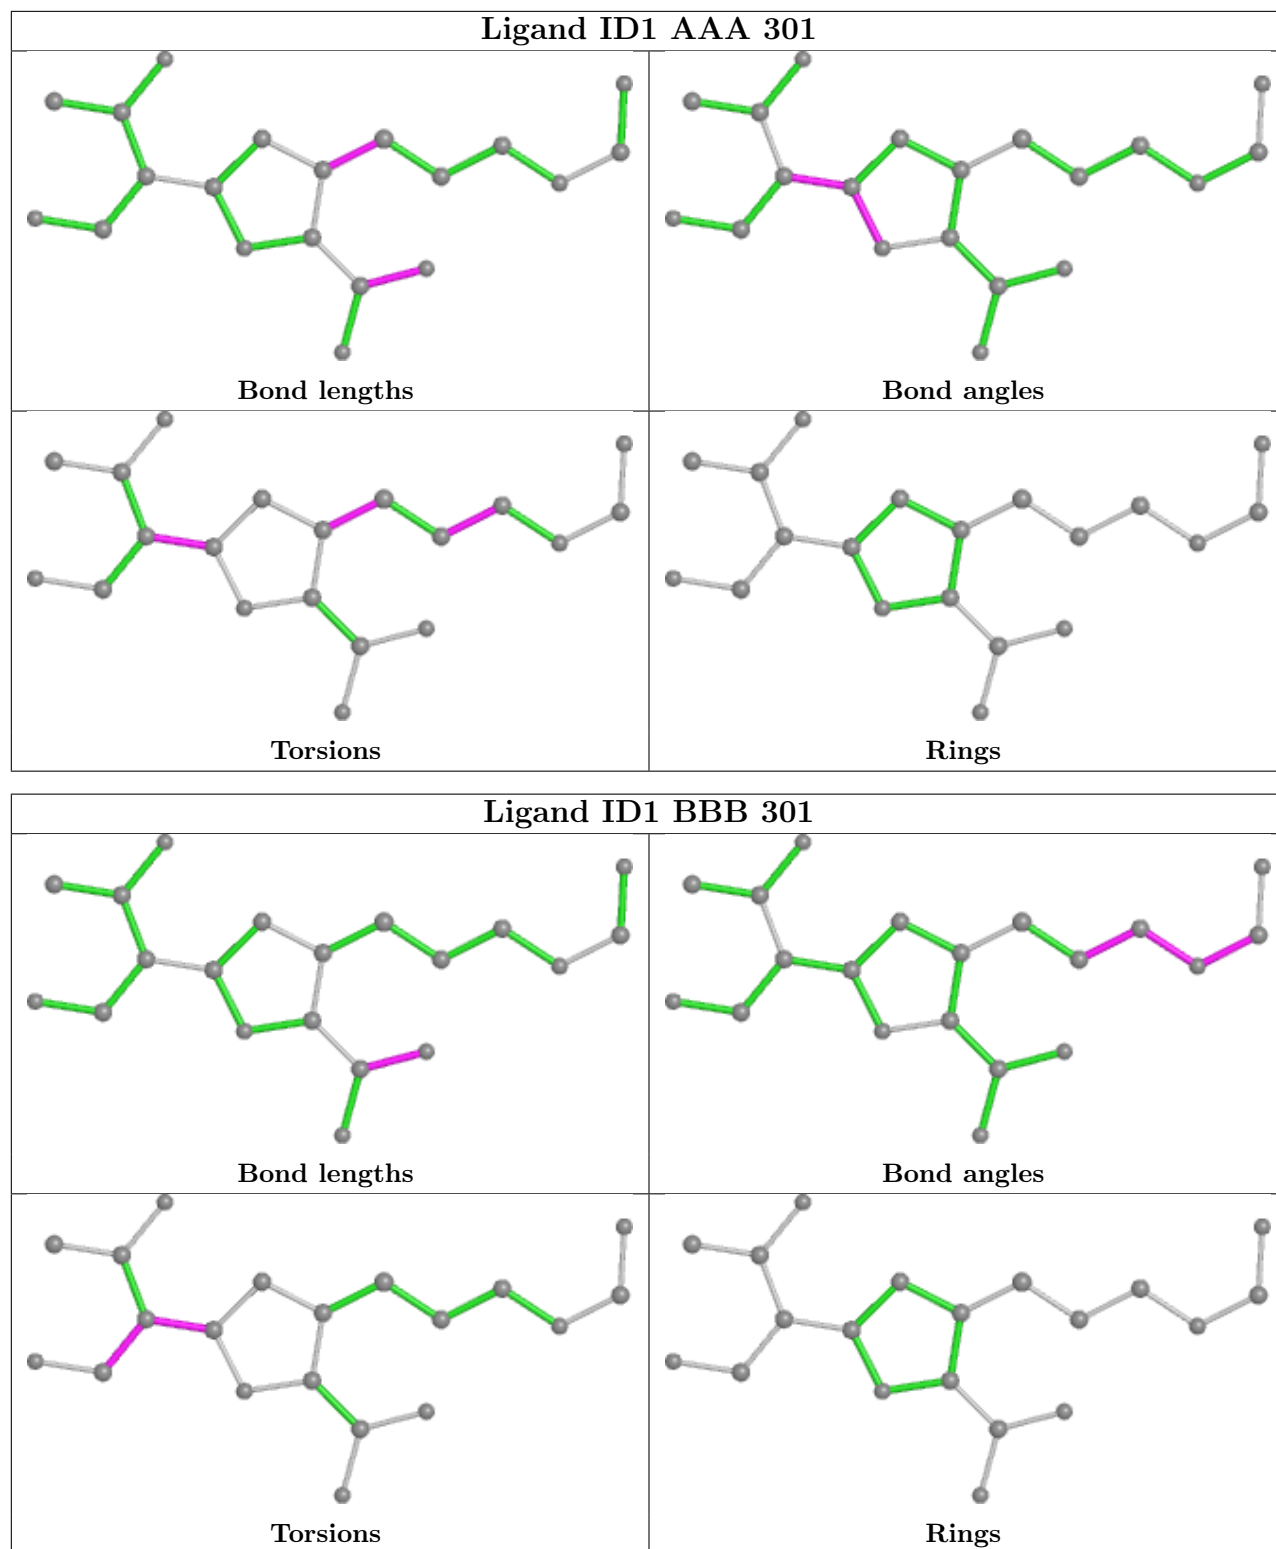 Ligand ID1 AAA 301
Bond lengths
Bond angles
Torsions
Rings
Ligand ID1 BBB 301
Bond lengths
Bond angles
Torsions
Rings